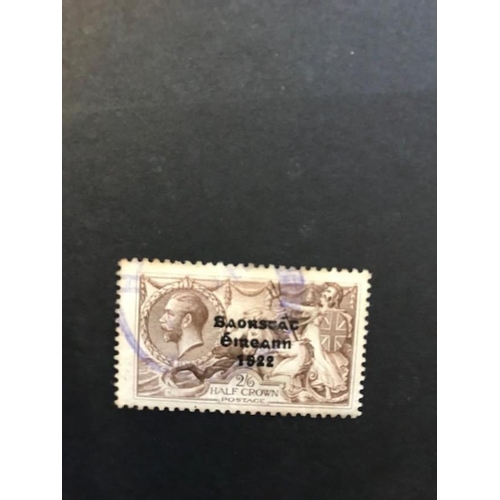 Saorstát
Éireann
1922
2/6
HALF CROWN
POSTAGE